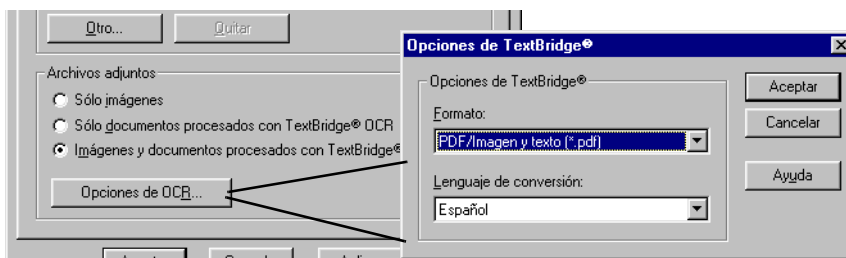 Otro...
Quitar
Archivos adjuntos
Sólo imágenes
Sólo documentos procesados con TextBridge® OCR
Imágenes y documentos procesados con TextBridge®
Opciones de OCR...
Opciones de TextBridge®
Opciones de TextBridge®
Formato:
PDF/Imagen y texto (*.pdf)
Lenguaje de conversión:
Español
Aceptar
Cancelar
Ayuda